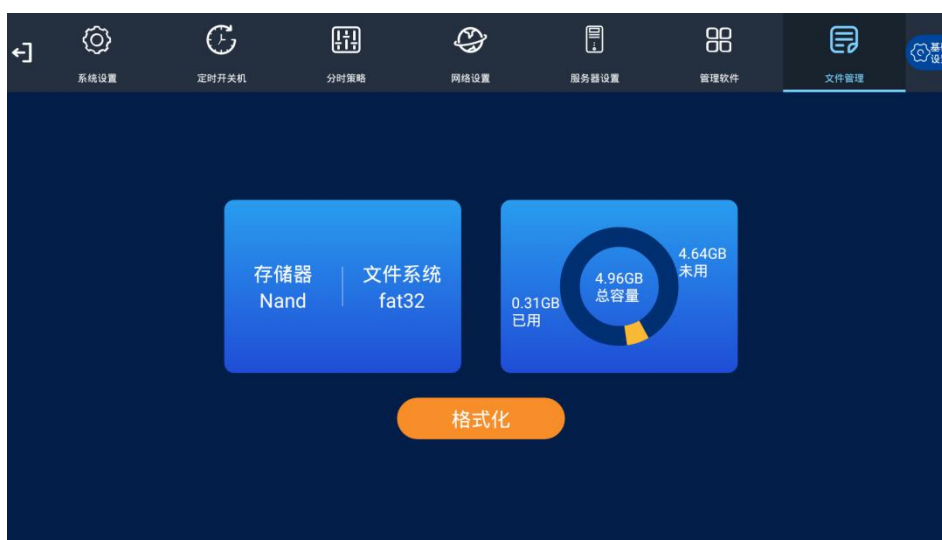 系统设置
定时开关机
分时策略
网络设置
服务器设置
管理软件
文件管理
存储器
Nand
文件系统
fat32
4.96GB
总容量
4.64GB
未用
0.31GB
已用
格式化